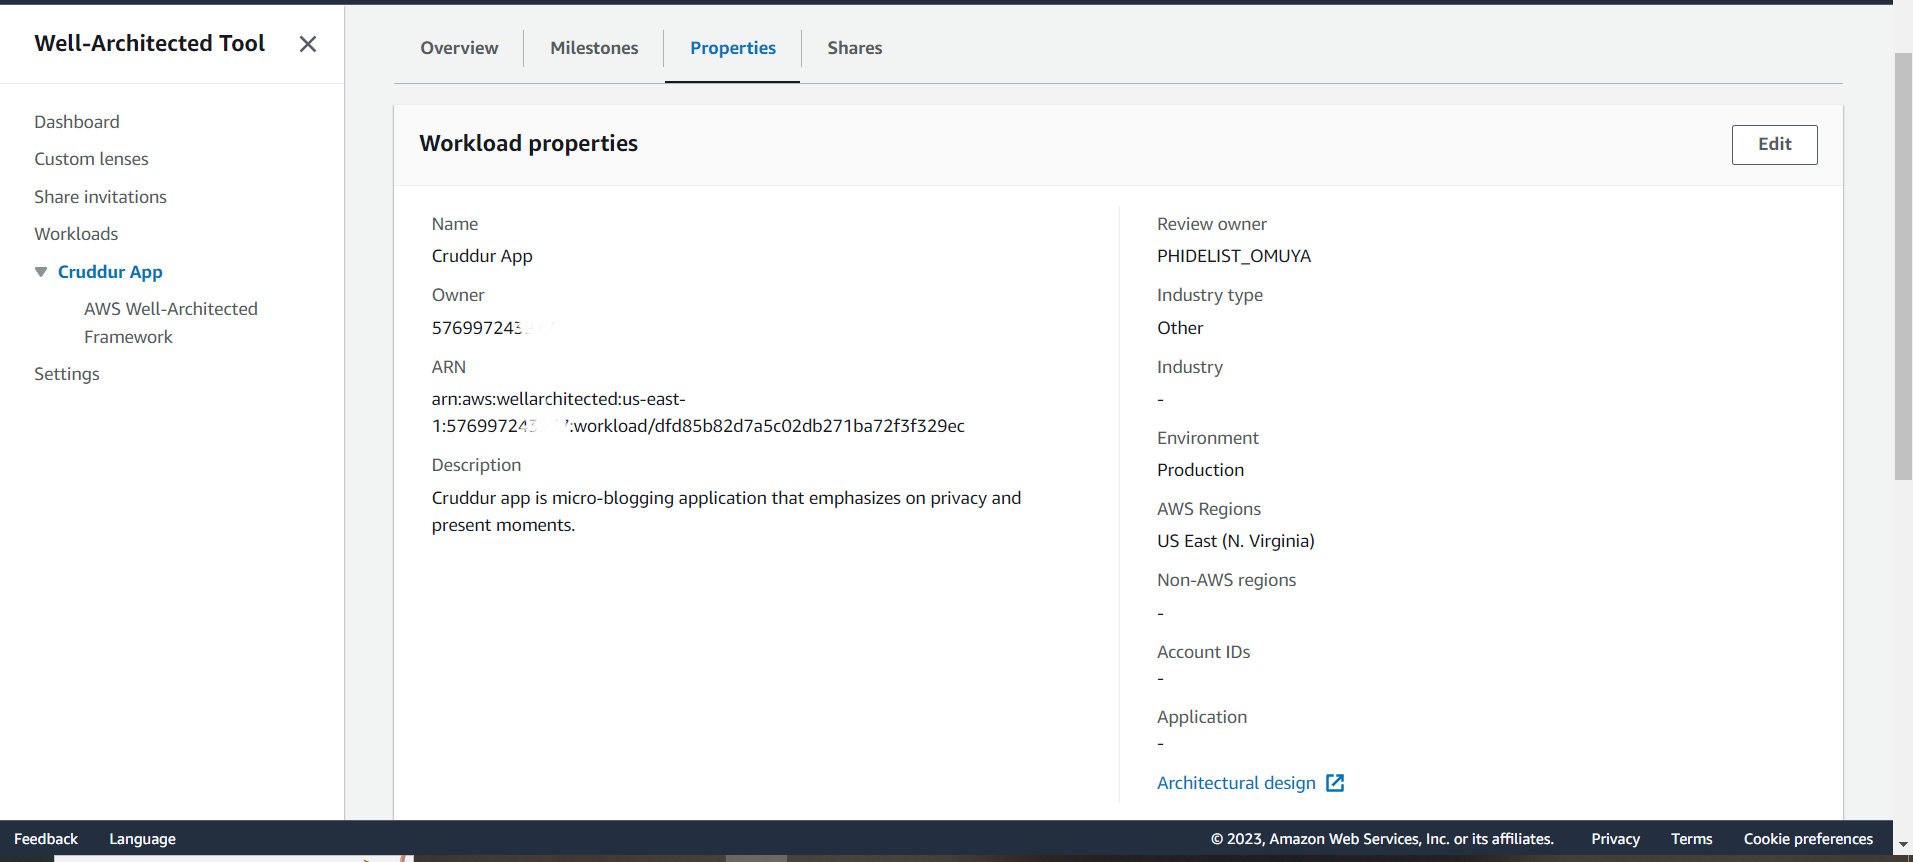 Well-Architected Tool
Dashboard
Custom lenses
Share invitations
Workloads
Cruddur App
AWS Well-Architected
Framework
Settings
Overview
Milestones
Properties
Shares
Workload properties
Edit
Name
Cruddur App
Owner
576997243
ARN
arn:aws:wellarchitected:us-east-
1:57699724 :workload/dfd85b82d7a5c02db271ba72f3f329ec
Description
Cruddur app is micro-blogging application that emphasizes on privacy and
present moments.
Review owner
PHIDELIST_OMUYA
Industry type
Other
Industry
-
Environment
Production
AWS Regions
US East (N. Virginia)
Non-AWS regions
-
Account IDs
-
Application
-
Architectural design
Feedback
Language
© 2023, Amazon Web Services, Inc. or its affiliates.
Privacy
Terms
Cookie preferences